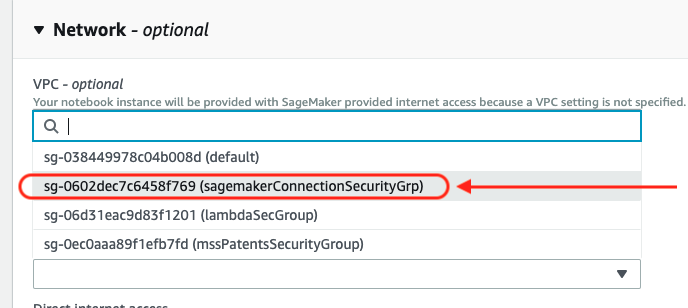 ▼ Network - optional
VPC - optional
Your notebook instance will be provided with SageMaker provided internet access because a VPC setting is not specified.
sg-038449978c04b008d (default)
sg-0602dec7c6458f769 (sagemakerConnectionSecurityGrp)
sg-06d31eac9d83f1201 (lambdaSecGroup)
sg-0ec0aaa89f1efb7fd (mssPatentsSecurityGroup)
Direct internet access